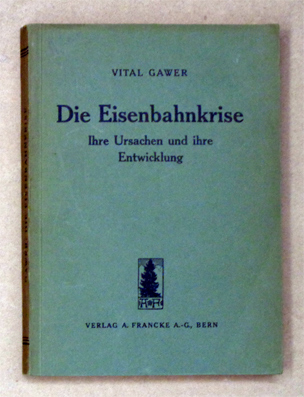 VITAL GAWER
Die Eisenbahnkrise
Ihre Ursachen und ihre
Entwicklung
VERLAG A. FRANCKE A.-G., BERN